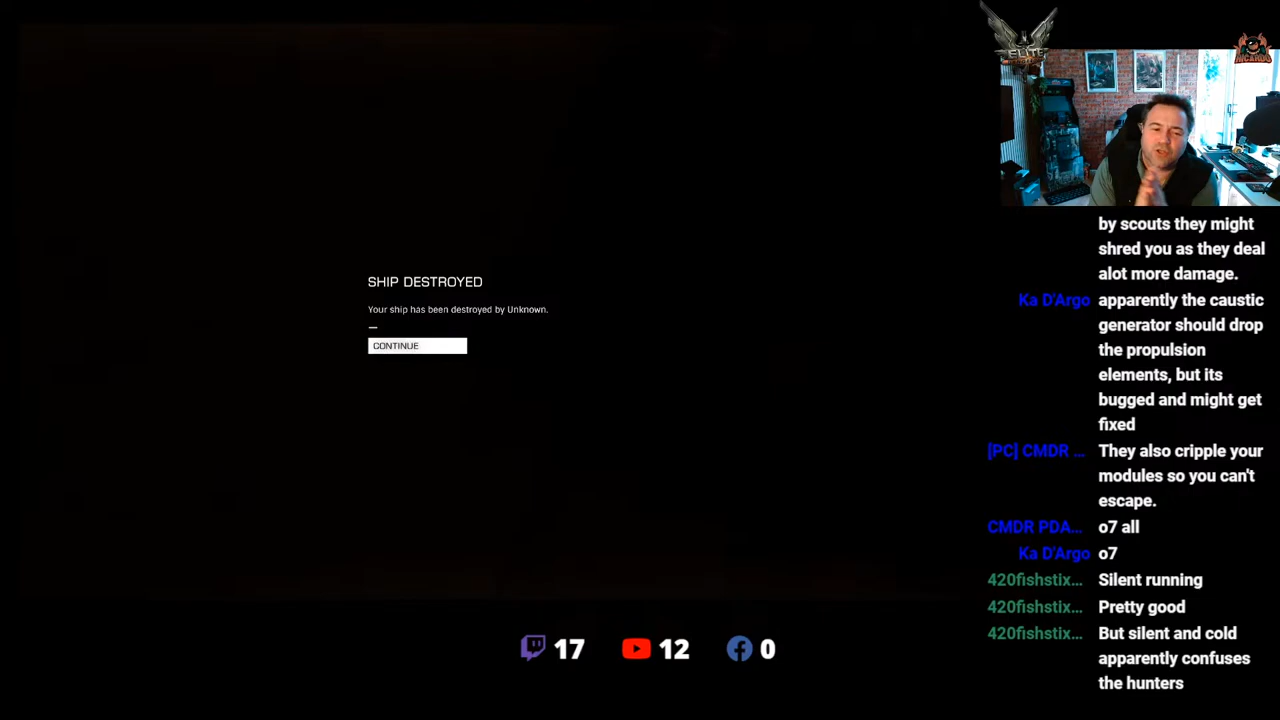 ELITE
RICARDO
SHIP DESTROYED
Your ship has been destroyed by Unknown.
CONTINUE
by scouts they might
shred you as they deal
alot more damage.
Ka D'Argo apparently the caustic
generator should drop
the propulsion
elements, but its
bugged and might get
fixed
[PC] CMDR ... They also cripple your
modules so you can't
escape.
CMDR PDA... o7 all
Ka D'Argo o7
420fishstix... Silent running
420fishstix... Pretty good
420fishstix... But silent and cold
apparently confuses
the hunters
17 12 0